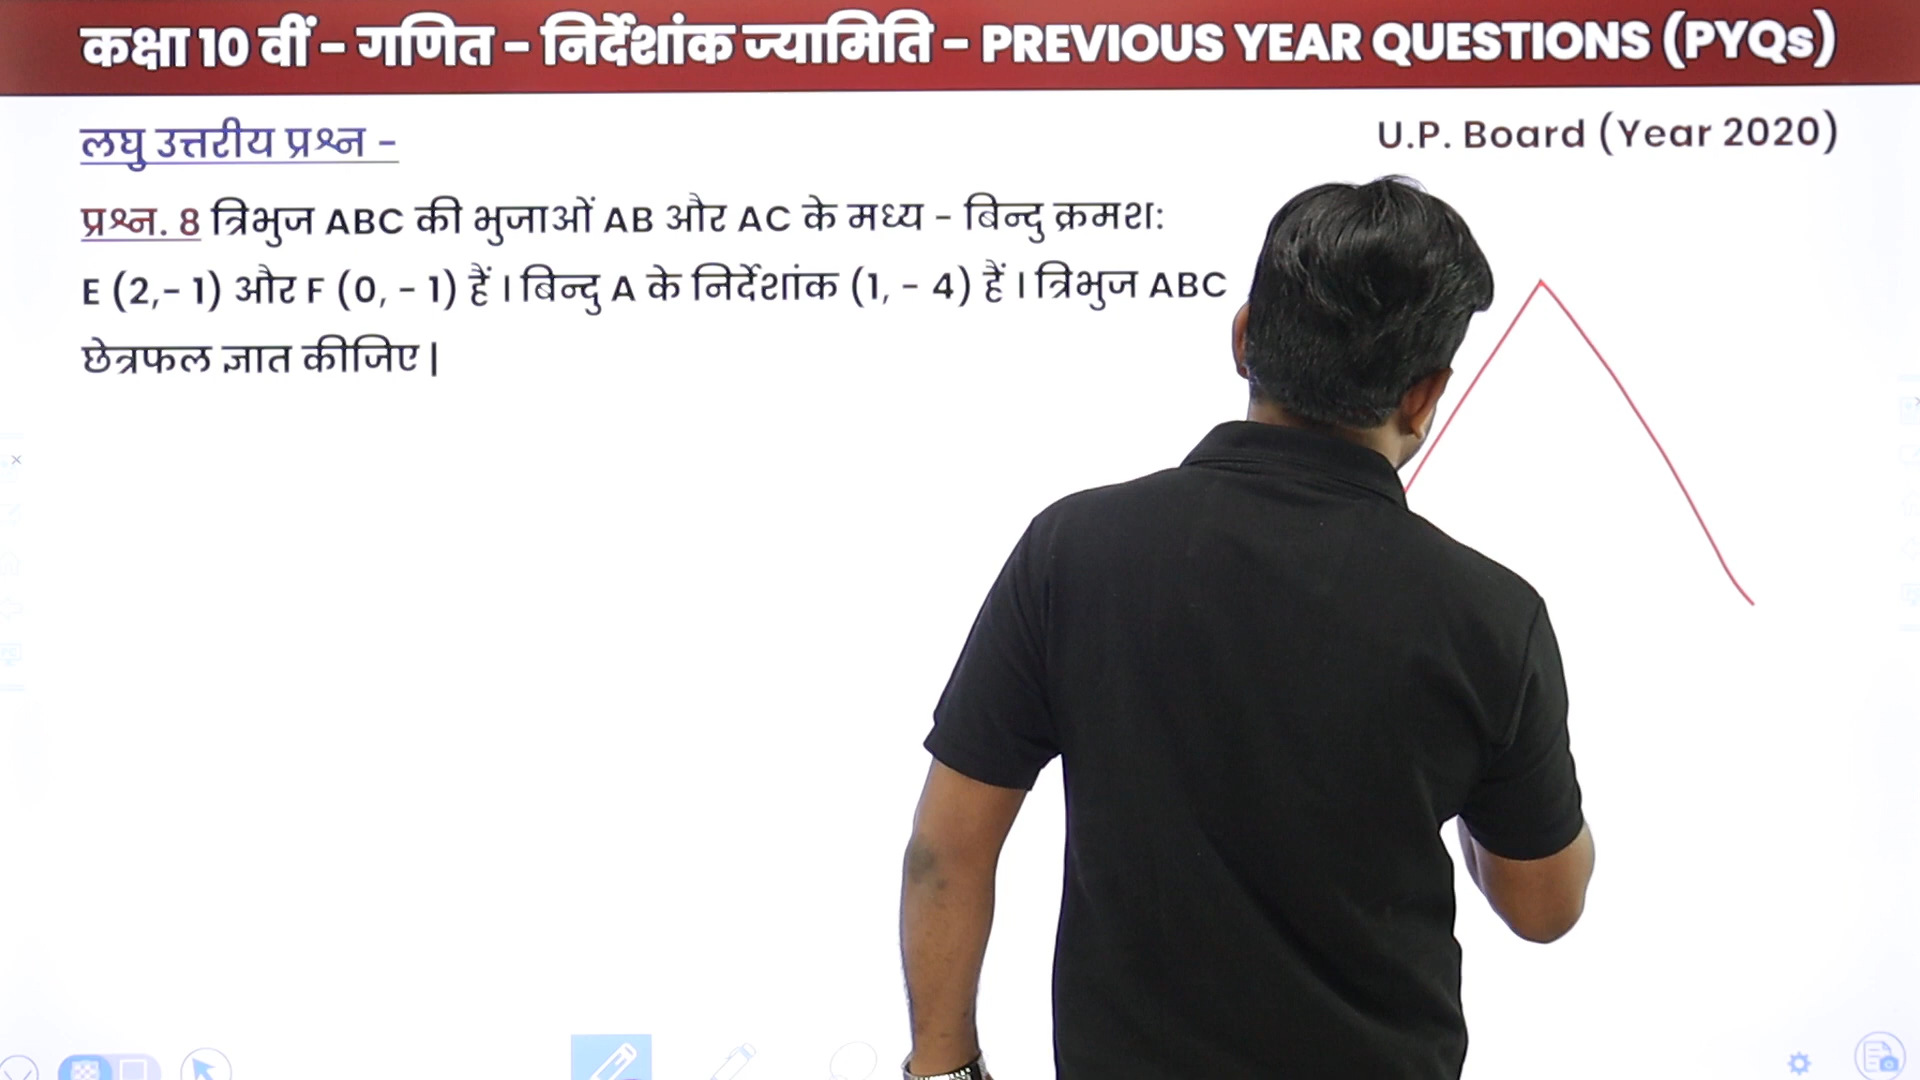 कक्षा 10 वीं – गणित – निर्देशांक ज्यामिति – PREVIOUS YEAR QUESTIONS (PYQs)
लघु उत्तरीय प्रश्न –
U.P. Board (Year 2020)
प्रश्न. 8 त्रिभुज ABC की भुजाओं AB और AC के मध्य – बिन्दु क्रमश:
E (2,– 1) और F (0, – 1) हैं । बिन्दु A के निर्देशांक (1, – 4) हैं । त्रिभुज ABC
छेत्रफल ज्ञात कीजिए |